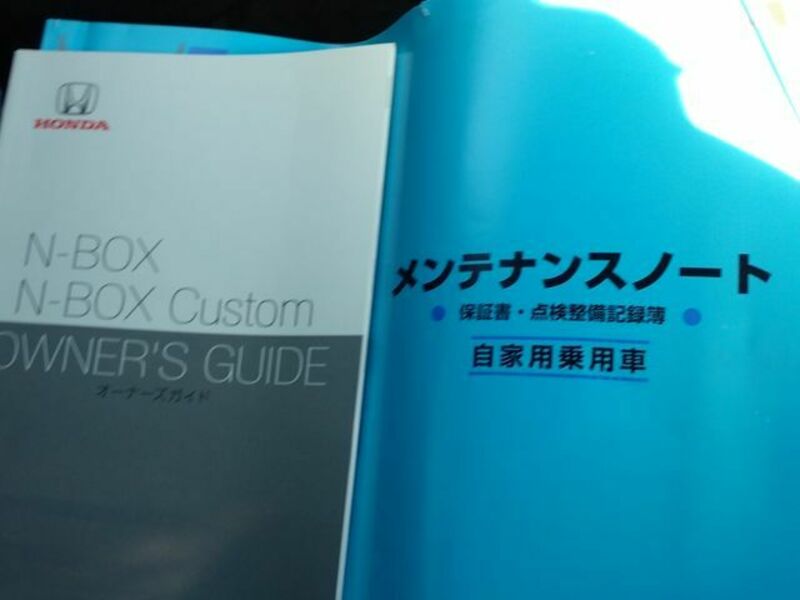 HONDA
N-BOX
N-BOX Custom
OWNER'S GUIDE
オーナーズガイド
メンテナンスノート
保証書・点検整備記録簿
自家用乗用車